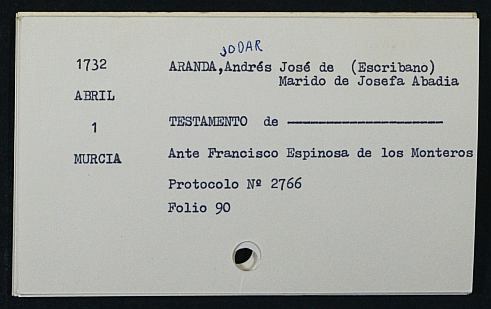 JODAR
1732 ARANDA,Andrés José de (Escribano)
Marido de Josefa Abadia
ABRIL
1 TESTAMENTO de --------------------
MURCIA Ante Francisco Espinosa de los Monteros
Protocolo Nº 2766
Folio 90